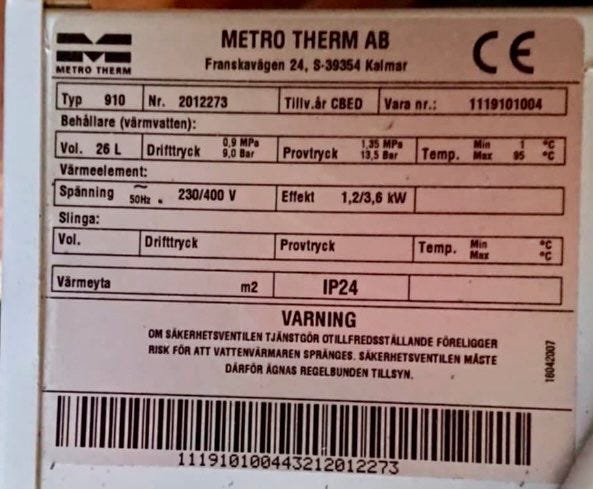 METRO THERM
METRO THERM AB
Franskavägen 24, S-39354 Kalmar
CE
Typ 910 Nr. 2012273 Tillv.år CBED Vara nr.: 1119101004
Behållare (värmvatten):
Vol. 26 L Drifttryck 0,9 MPa 9,0 Bar Provtryck 1,35 MPa 13,5 Bar Temp. Min 1 °C Max 95 °C
Värmeelement:
Spänning ~ 50Hz 230/400 V Effekt 1,2/3,6 kW
Slinga:
Vol. Drifttryck Provtryck Temp. Min °C Max °C
Värmeyta m2 IP24
VARNING
OM SÄKERHETSVENTILEN TJÄNSTGÖR OTILLFREDSSTÄLLANDE FÖRELIGGER
RISK FÖR ATT VATTENVÄRMAREN SPRÄNGES. SÄKERHETSVENTILEN MÅSTE
DÄRFÖR ÄGNAS REGELBUNDEN TILLSYN.
18042007
111910100443212012273